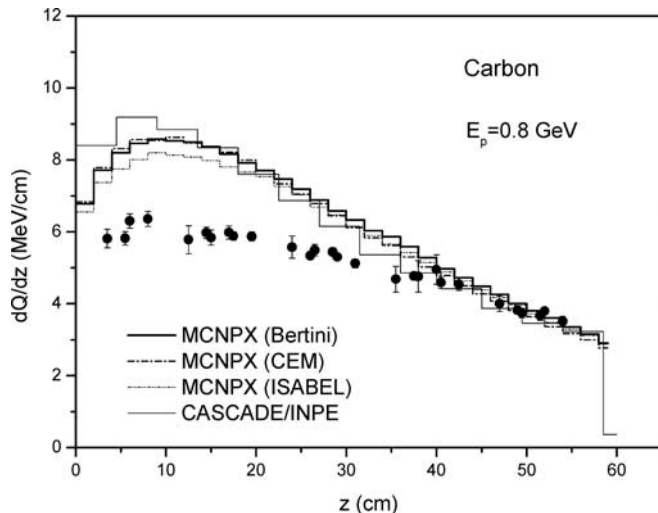 12
10
8
6
4
2
0
dQ/dz (MeV/cm)
Carbon
E_p=0.8 GeV
MCNPX (Bertini)
MCNPX (CEM)
MCNPX (ISABEL)
CASCADE/INPE
0 10 20 30 40 50 60
z (cm)